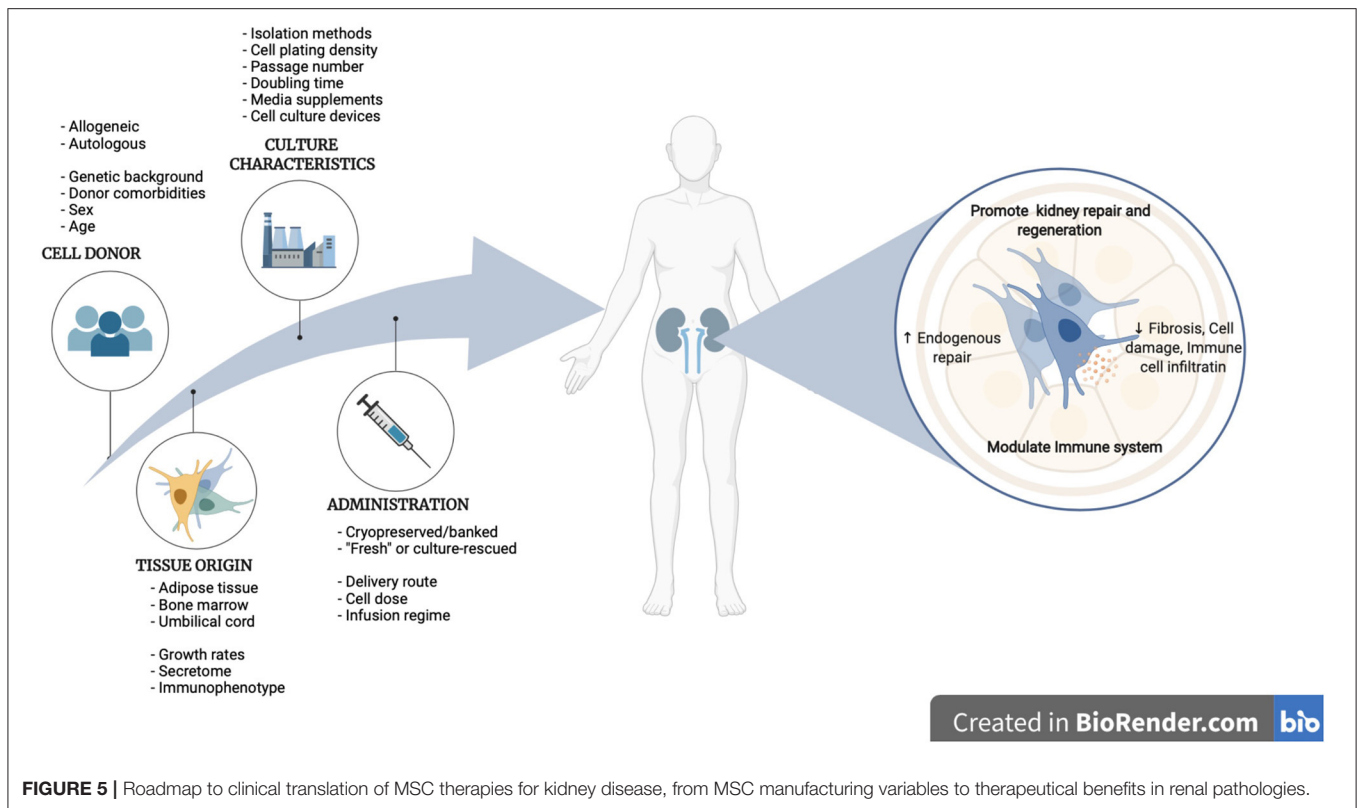 - Isolation methods
- Cell plating density
- Passage number
- Doubling time
- Media supplements
- Cell culture devices
CULTURE
CHARACTERISTICS
- Allogeneic
- Autologous
- Genetic background
- Donor comorbidities
- Sex
- Age
CELL DONOR
TISSUE ORIGIN
- Adipose tissue
- Bone marrow
- Umbilical cord
- Growth rates
- Secretome
- Immunophenotype
ADMINISTRATION
- Cryopreserved/banked
- "Fresh" or culture-rescued
- Delivery route
- Cell dose
- Infusion regime
Promote kidney repair and
regeneration
↑ Endogenous
repair
↓ Fibrosis, Cell
damage, Immune
cell infiltratin
Modulate Immune system
Created in BioRender.com bio
FIGURE 5 | Roadmap to clinical translation of MSC therapies for kidney disease, from MSC manufacturing variables to therapeutical benefits in renal pathologies.